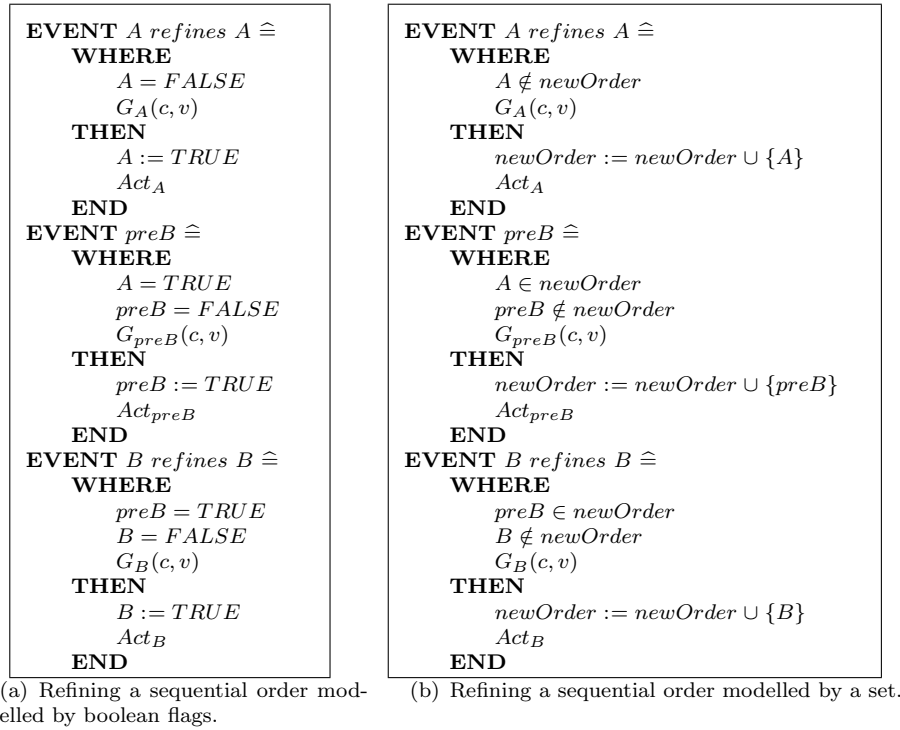 EVENT A refines A ≙
WHERE
A = FALSE
G_A(c, v)
THEN
A := TRUE
Act_A
END
EVENT preB ≙
WHERE
A = TRUE
preB = FALSE
G_preB(c, v)
THEN
preB := TRUE
Act_preB
END
EVENT B refines B ≙
WHERE
preB = TRUE
B = FALSE
G_B(c, v)
THEN
B := TRUE
Act_B
END
(a) Refining a sequential order mod-
elled by boolean flags.
EVENT A refines A ≙
WHERE
A ∉ newOrder
G_A(c, v)
THEN
newOrder := newOrder ∪ {A}
Act_A
END
EVENT preB ≙
WHERE
A ∈ newOrder
preB ∉ newOrder
G_preB(c, v)
THEN
newOrder := newOrder ∪ {preB}
Act_preB
END
EVENT B refines B ≙
WHERE
preB ∈ newOrder
B ∉ newOrder
G_B(c, v)
THEN
newOrder := newOrder ∪ {B}
Act_B
END
(b) Refining a sequential order modelled by a set.